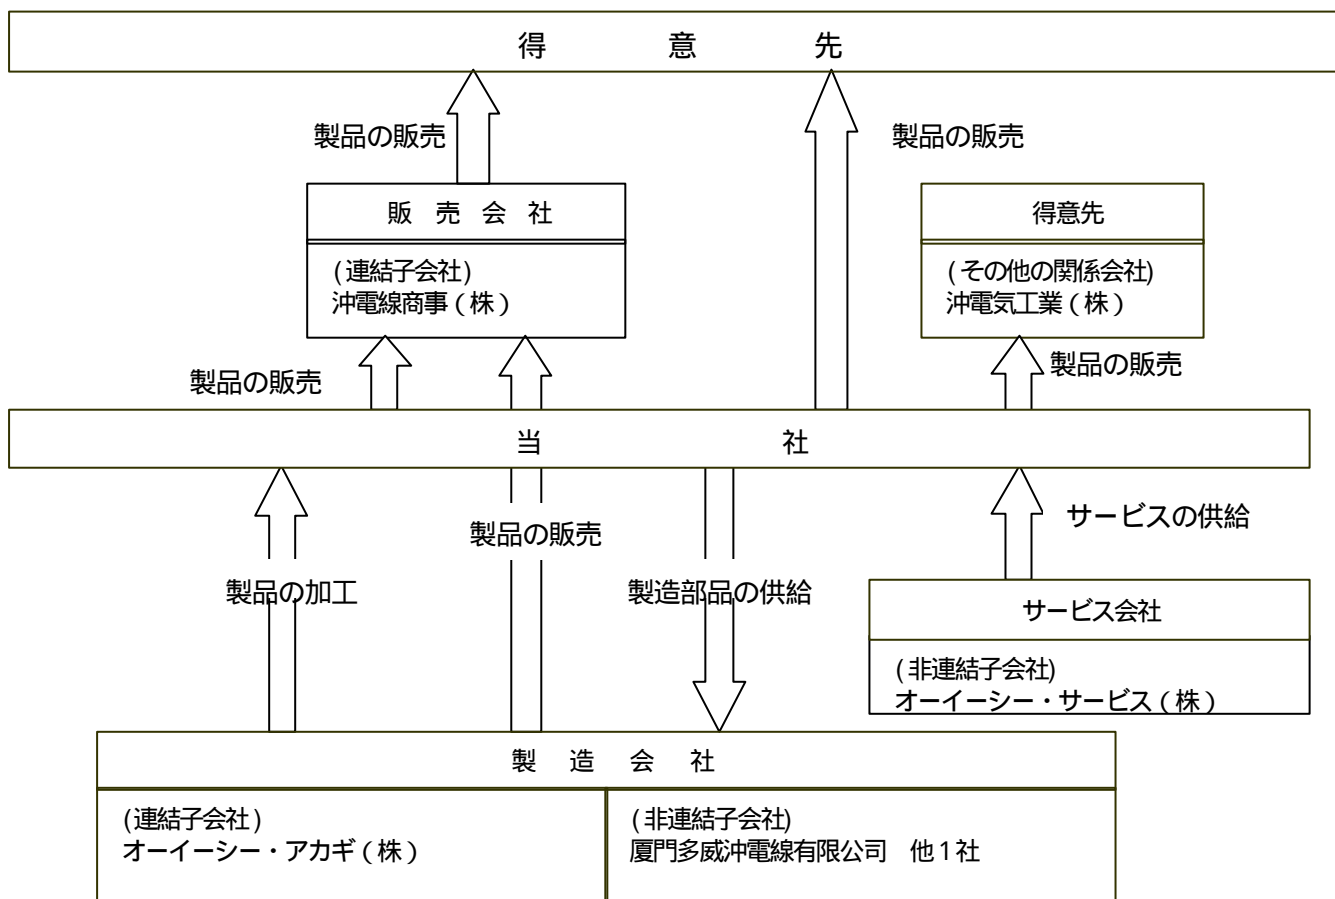 得 意 先
製品の販売
製品の販売
販 売 会 社
(連結子会社)
沖電線商事(株)
得意先
(その他の関係会社)
沖電気工業(株)
製品の販売
製品の販売
当 社
製品の加工
製品の販売
製造部品の供給
サービスの供給
サービス会社
(非連結子会社)
オーイーシー・サービス(株)
製 造 会 社
(連結子会社)
オーイーシー・アカギ(株)
(非連結子会社)
厦門多威沖電線有限公司 他1社